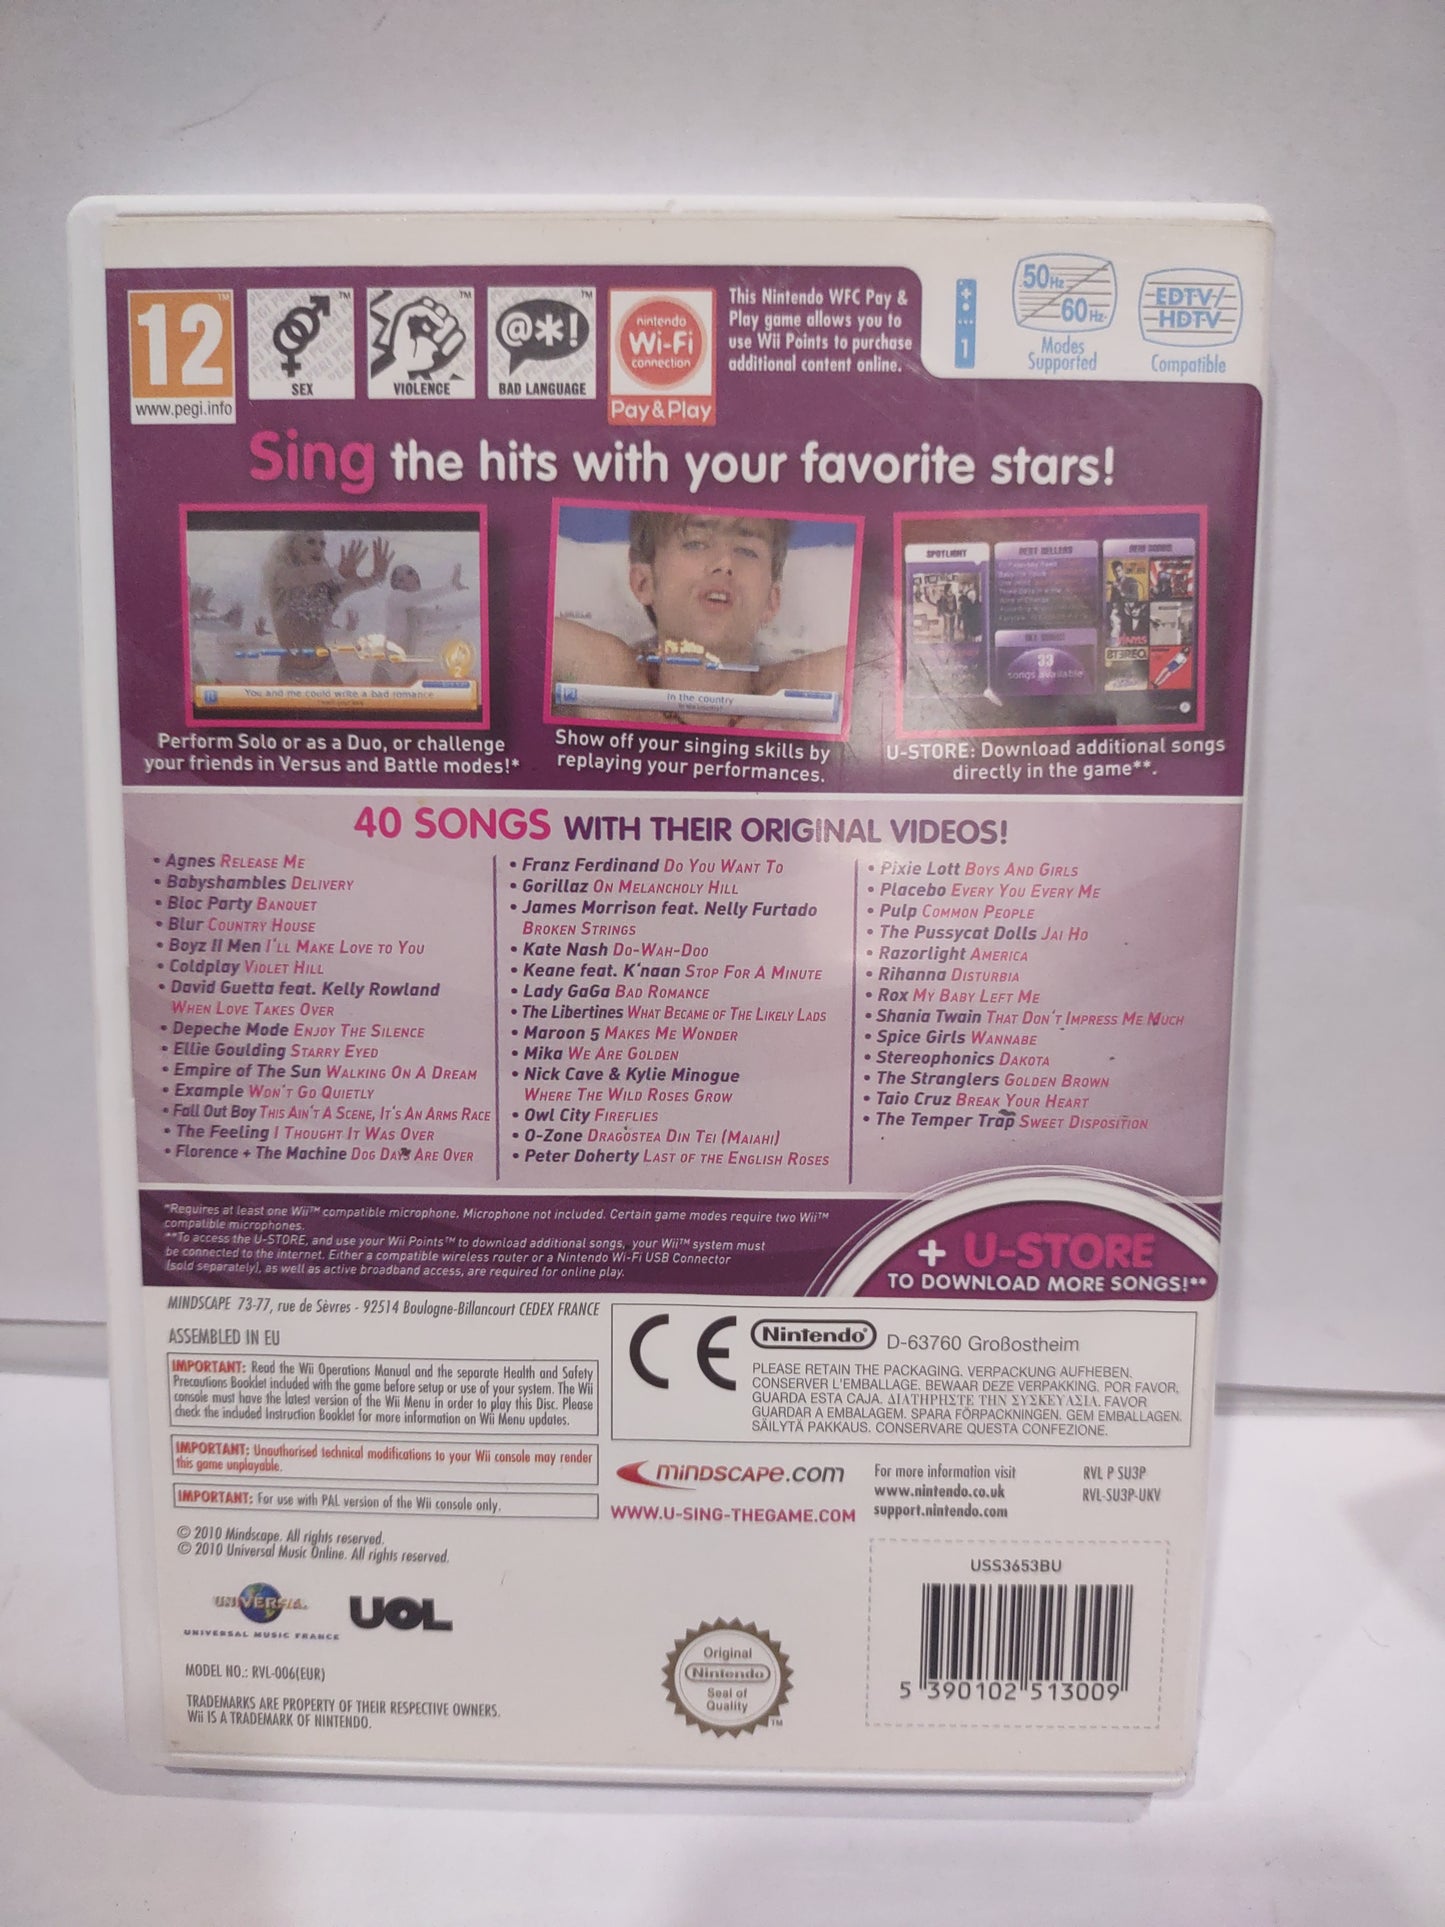 12
www.pegi.info
SEX
VIOLENCE
@*!
BAD LANGUAGE
nintendo
Wi-Fi
connection
Pay & Play
This Nintendo WFC Pay &
Play game allows you to
use Wii Points to purchase
additional content online.
1
50Hz
60Hz
Modes
Supported
EDTV/
HDTV
Compatible
Sing the hits with your favorite stars!
You and me could write a bad romance
In the country
SPOTLIGHT
BEST SELLERS
33
songs available
STEREO
Perform Solo or as a Duo, or challenge
your friends in Versus and Battle modes!*
Show off your singing skills by
replaying your performances.
U-STORE: Download additional songs
directly in the game**.
40 SONGS WITH THEIR ORIGINAL VIDEOS!
• Agnes RELEASE ME
• Babyshambles DELIVERY
• Bloc Party BANQUET
• Blur COUNTRY HOUSE
• Boyz II Men I'LL MAKE LOVE TO YOU
• Coldplay VIOLET HILL
• David Guetta feat. Kelly Rowland
WHEN LOVE TAKES OVER
• Depeche Mode ENJOY THE SILENCE
• Ellie Goulding STARRY EYED
• Empire of The Sun WALKING ON A DREAM
• Example WON'T GO QUIETLY
• Fall Out Boy THIS AIN'T A SCENE, IT'S AN ARMS RACE
• The Feeling I THOUGHT IT WAS OVER
• Florence + The Machine DOG DAYS ARE OVER
• Franz Ferdinand DO YOU WANT TO
• Gorillaz ON MELANCHOLY HILL
• James Morrison feat. Nelly Furtado
BROKEN STRINGS
• Kate Nash DO-WAH-DOO
• Keane feat. K'naan STOP FOR A MINUTE
• Lady GaGa BAD ROMANCE
• The Libertines WHAT BECAME OF THE LIKELY LADS
• Maroon 5 MAKES ME WONDER
• Mika WE ARE GOLDEN
• Nick Cave & Kylie Minogue
WHERE THE WILD ROSES GROW
• Owl City FIREFLIES
• O-Zone DRAGOSTEA DIN TEI (MAIAHI)
• Peter Doherty LAST OF THE ENGLISH ROSES
• Pixie Lott BOYS AND GIRLS
• Placebo EVERY YOU EVERY ME
• Pulp COMMON PEOPLE
• The Pussycat Dolls JAI HO
• Razorlight AMERICA
• Rihanna DISTURBIA
• Rox MY BABY LEFT ME
• Shania Twain THAT DON'T IMPRESS ME MUCH
• Spice Girls WANNABE
• Stereophonics DAKOTA
• The Stranglers GOLDEN BROWN
• Taio Cruz BREAK YOUR HEART
• The Temper Trap SWEET DISPOSITION
*Requires at least one Wii™ compatible microphone. Microphone not included. Certain game modes require two Wii™
compatible microphones.
**To access the U-STORE, and use your Wii Points™ to download additional songs, your Wii™ system must
be connected to the internet. Either a compatible wireless router or a Nintendo Wi-Fi USB Connector
(sold separately), as well as active broadband access, are required for online play.
+ U-STORE
TO DOWNLOAD MORE SONGS!**
MINDSCAPE 73-77, rue de Sèvres - 92514 Boulogne-Billancourt CEDEX FRANCE
ASSEMBLED IN EU
IMPORTANT: Read the Wii Operations Manual and the separate Health and Safety
Precautions Booklet included with the game before setup or use of your system. The Wii
console must have the latest version of the Wii Menu in order to play this Disc. Please
check the included Instruction Booklet for more information on Wii Menu updates.
IMPORTANT: Unauthorised technical modifications to your Wii console may render
this game unplayable.
IMPORTANT: For use with PAL version of the Wii console only.
© 2010 Mindscape. All rights reserved.
© 2010 Universal Music Online. All rights reserved.
UNIVERSAL
UNIVERSAL MUSIC FRANCE
UOL
MODEL NO.: RVL-006(EUR)
TRADEMARKS ARE PROPERTY OF THEIR RESPECTIVE OWNERS.
Wii IS A TRADEMARK OF NINTENDO.
CE
Nintendo® D-63760 Großostheim
PLEASE RETAIN THE PACKAGING. VERPACKUNG AUFHEBEN.
CONSERVER L'EMBALLAGE. BEWAAR DEZE VERPAKKING. POR FAVOR,
GUARDA ESTA CAJA. ΔΙΑΤΗΡΗΣΤΕ ΤΗΝ ΣΥΣΚΕΥΑΣΙΑ. FAVOR
GUARDAR A EMBALAGEM. SPARA FÖRPACKNINGEN. GEM EMBALLAGEN.
SÄILYTÄ PAKKAUS. CONSERVARE QUESTA CONFEZIONE.
mINDSCAPE.com
WWW.U-SING-THEGAME.COM
For more information visit
www.nintendo.co.uk
support.nintendo.com
RVL P SU3P
RVL-SU3P-UKV
Original
Nintendo
Seal of
Quality
TM
USS3653BU
5 390102 513009